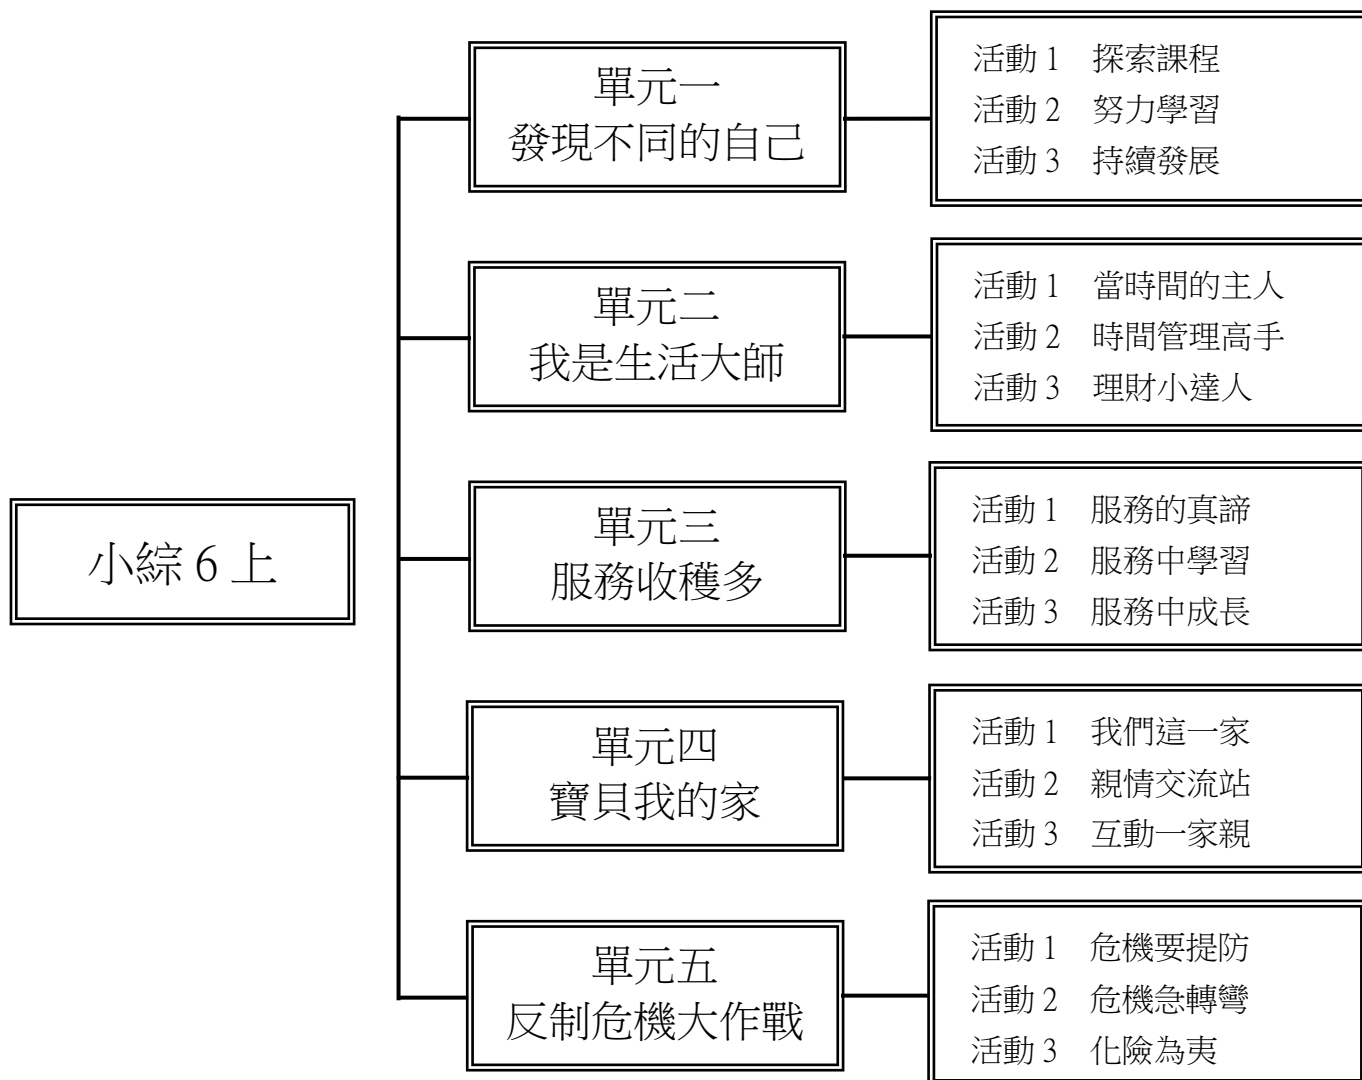 小綜 6 上
單元一
發現不同的自己
活動 1　探索課程
活動 2　努力學習
活動 3　持續發展
單元二
我是生活大師
活動 1　當時間的主人
活動 2　時間管理高手
活動 3　理財小達人
單元三
服務收穫多
活動 1　服務的真諦
活動 2　服務中學習
活動 3　服務中成長
單元四
寶貝我的家
活動 1　我們這一家
活動 2　親情交流站
活動 3　互動一家親
單元五
反制危機大作戰
活動 1　危機要提防
活動 2　危機急轉彎
活動 3　化險為夷